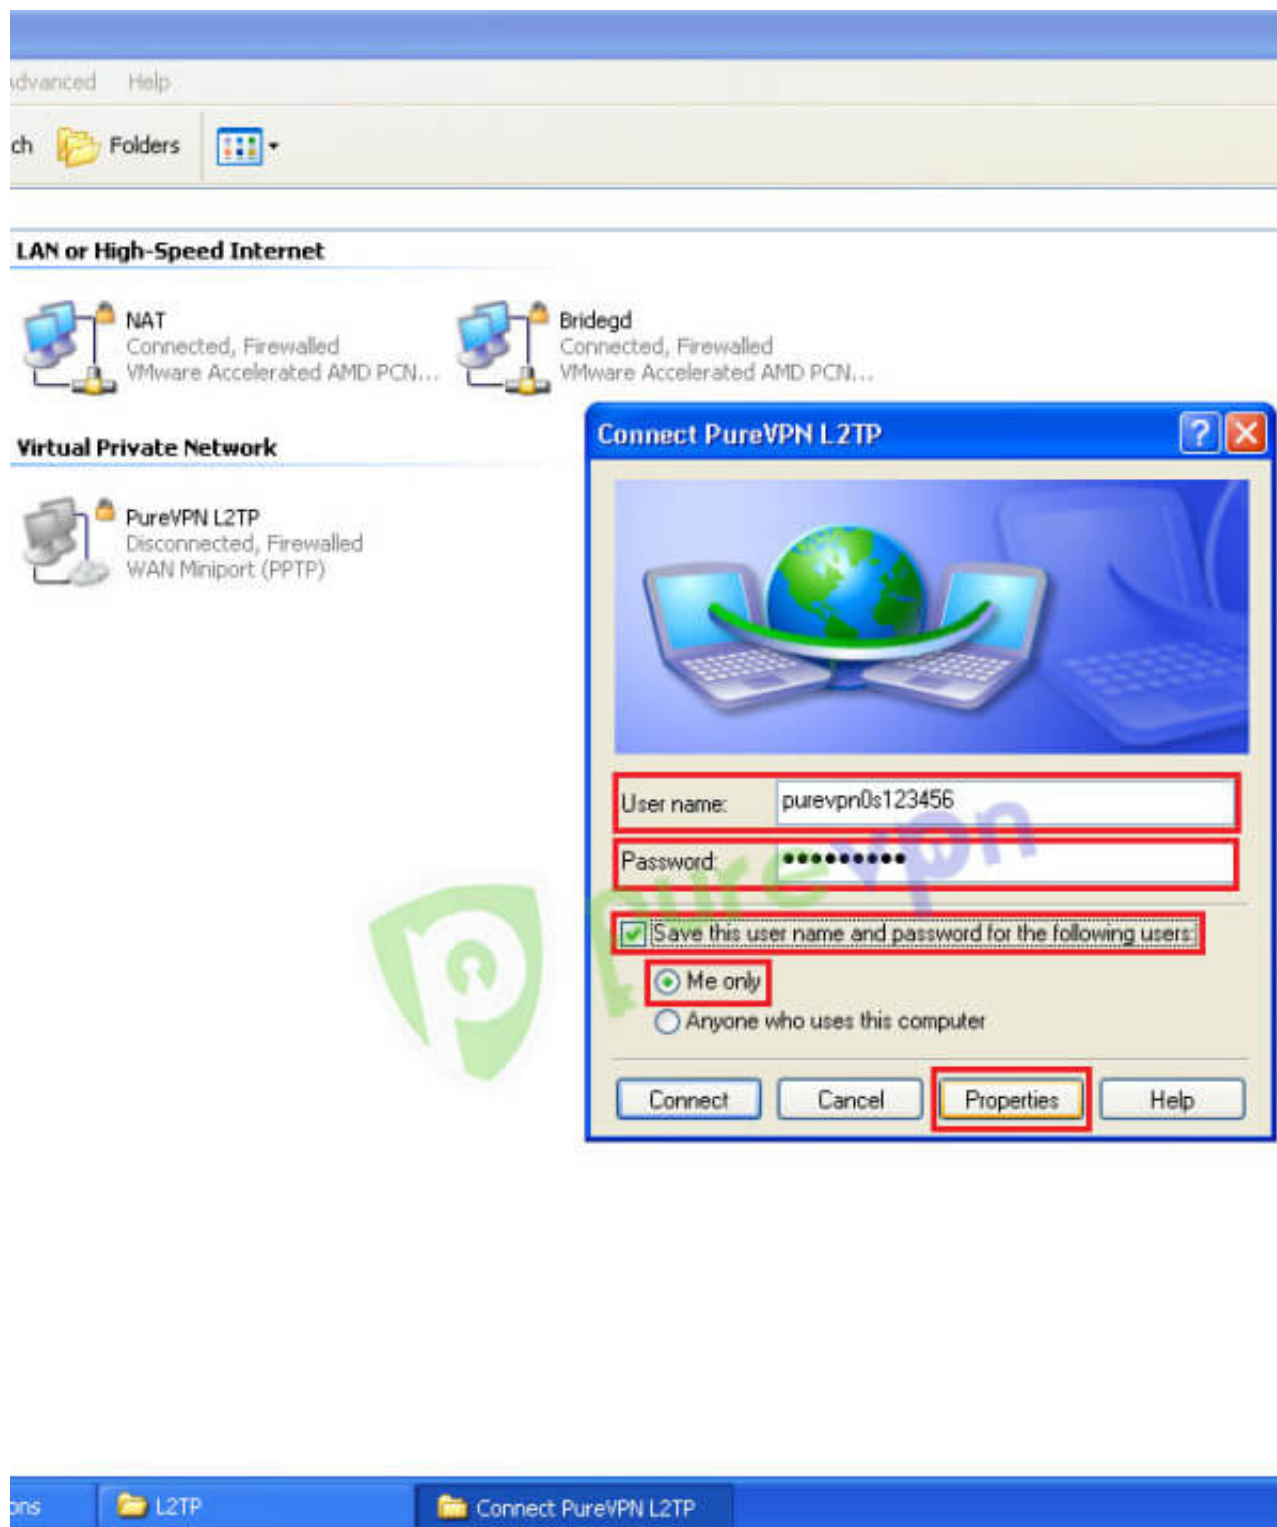 Advanced Help
ch Folders
LAN or High-Speed Internet
NAT
Connected, Firewalled
VMware Accelerated AMD PCN...
Bridegd
Connected, Firewalled
VMware Accelerated AMD PCN...
Virtual Private Network
PureVPN L2TP
Disconnected, Firewalled
WAN Miniport (PPTP)
Connect PureVPN L2TP
User name: purevpn0s123456
Password: •••••••••
purevpn
Save this user name and password for the following users:
Me only
Anyone who uses this computer
Connect Cancel Properties Help
ons L2TP Connect PureVPN L2TP